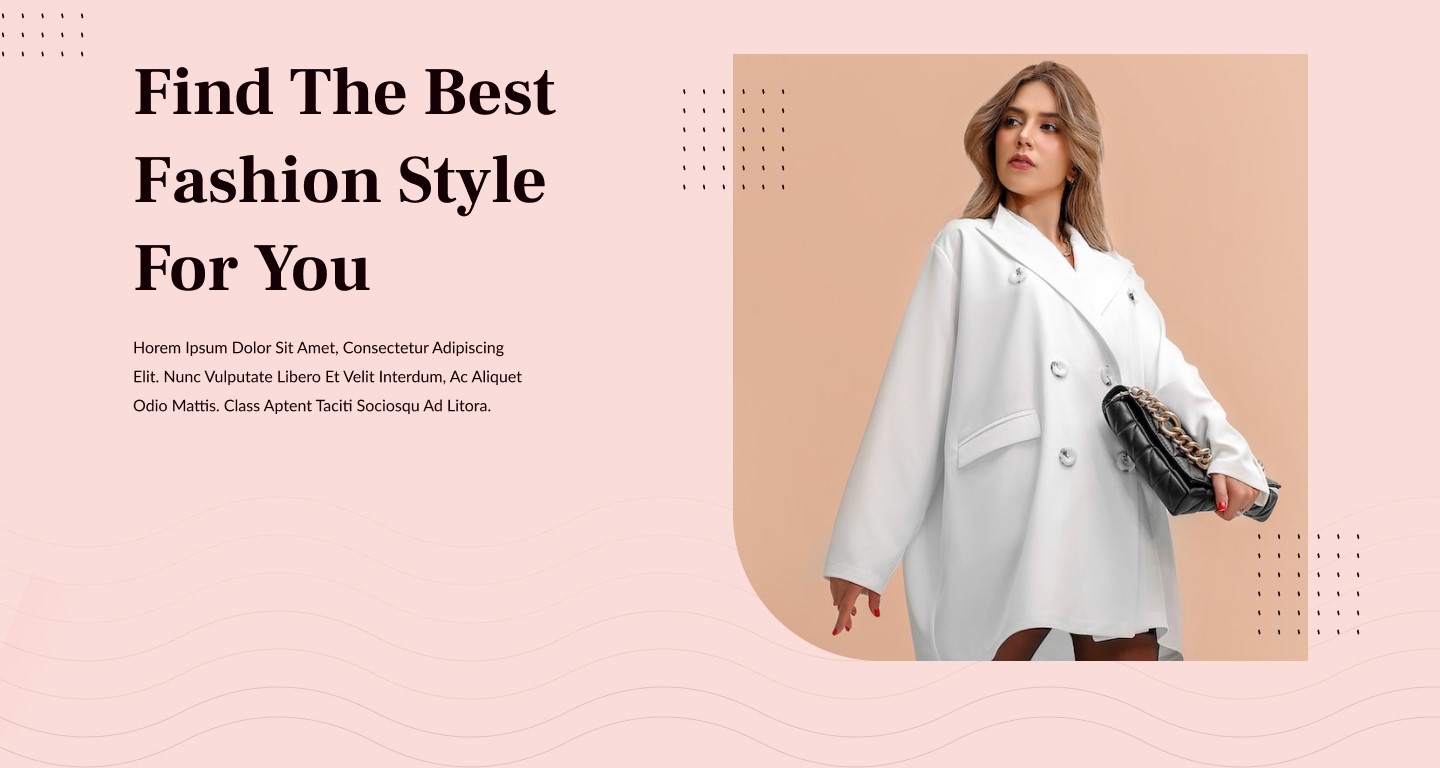 Find The Best
Fashion Style
For You
Horem Ipsum Dolor Sit Amet, Consectetur Adipiscing
Elit. Nunc Vulputate Libero Et Velit Interdum, Ac Aliquet
Odio Mattis. Class Aptent Taciti Sociosqu Ad Litora.